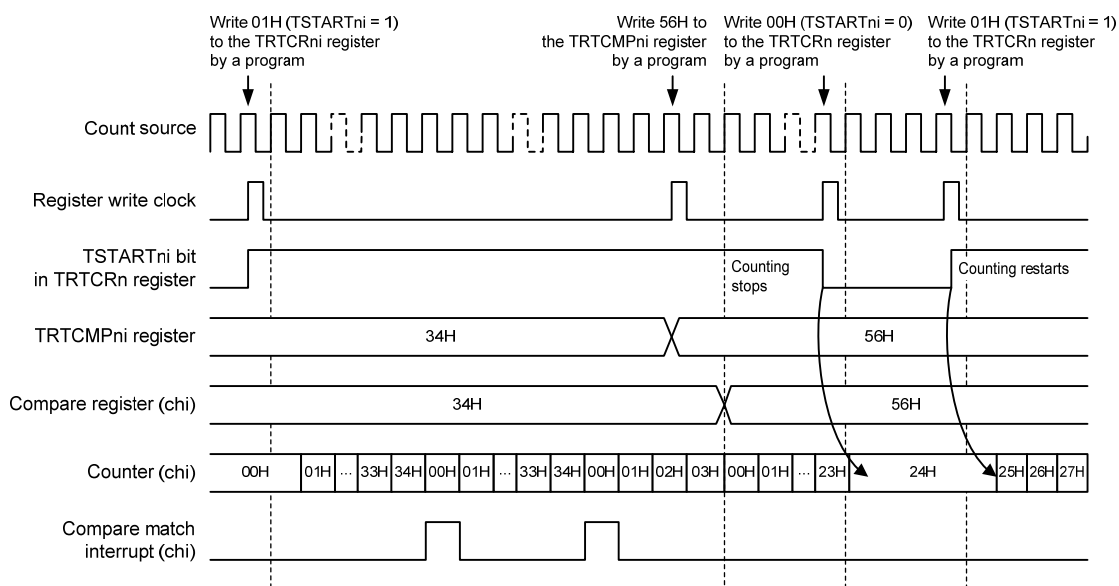 Write 01H (TSTARTni = 1)
to the TRTCRni register
by a program
Write 56H to
the TRTCMPni register
by a program
Write 00H (TSTARTni = 0)
to the TRTCRn register
by a program
Write 01H (TSTARTni = 1)
to the TRTCRn register
by a program
Count source
Register write clock
TSTARTni bit
in TRTCRn register
Counting
stops
Counting restarts
TRTCMPni register
34H
56H
Compare register (chi)
34H
56H
Counter (chi)
00H 01H ... 33H 34H 00H 01H ... 33H 34H 00H 01H 02H 03H 00H 01H ... 23H 24H 25H 26H 27H
Compare match
interrupt (chi)